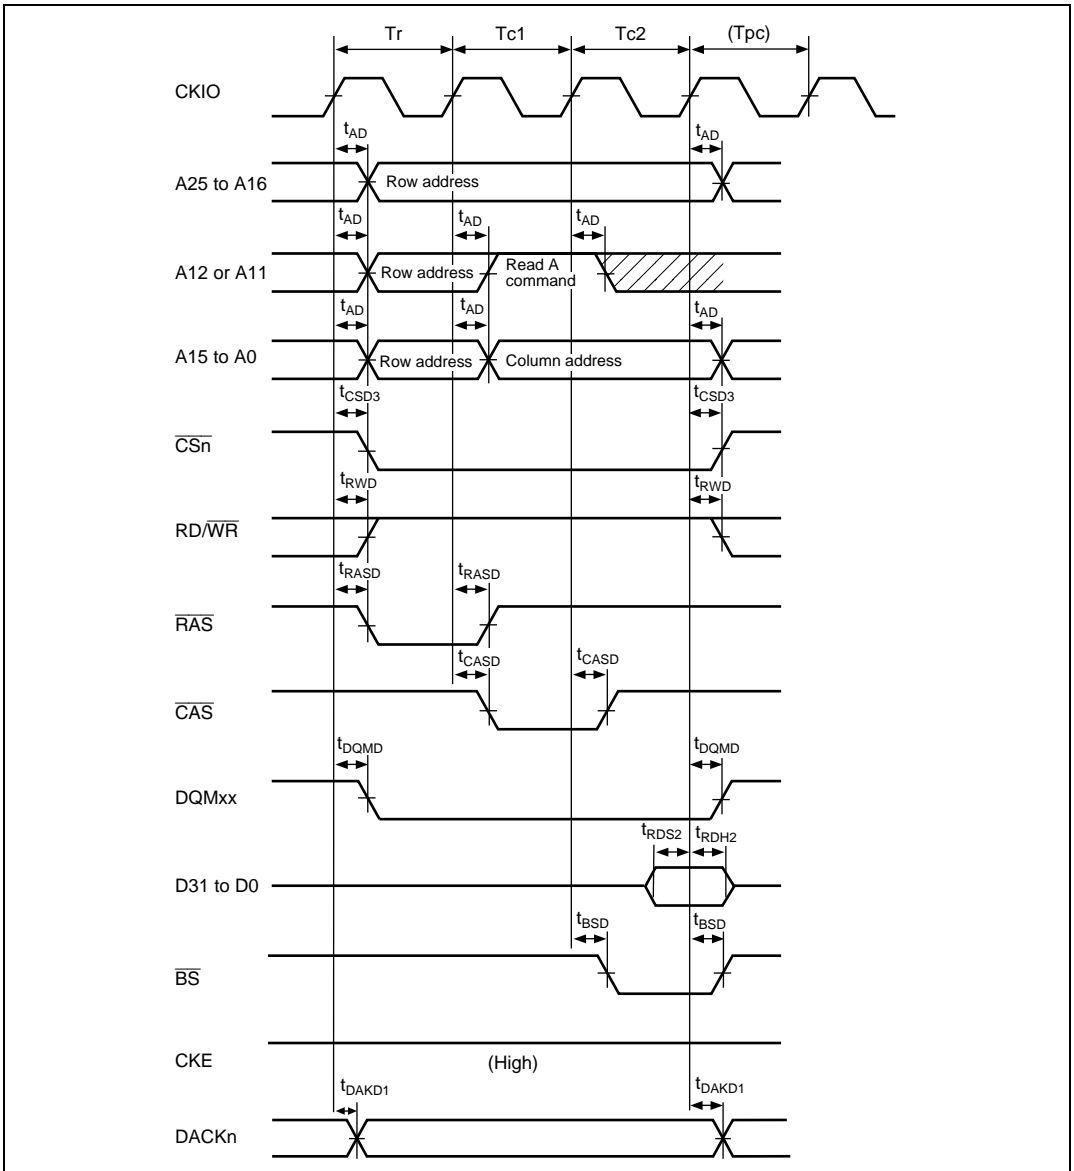 Tr Tc1 Tc2 (Tpc)
CKIO
tAD tAD
A25 to A16 Row address
tAD tAD tAD
A12 or A11 Row address Read A command
tAD tAD tAD
A15 to A0 Row address Column address
tCSD3 tCSD3
CSn
tRWD tRWD
RD/WR
tRASD tRASD
RAS
tCASD tCASD
CAS
tDQMD tDQMD
DQMxx
tRDS2 tRDH2
D31 to D0
tBSD tBSD
BS
CKE (High)
tDAKD1 tDAKD1
DACKn